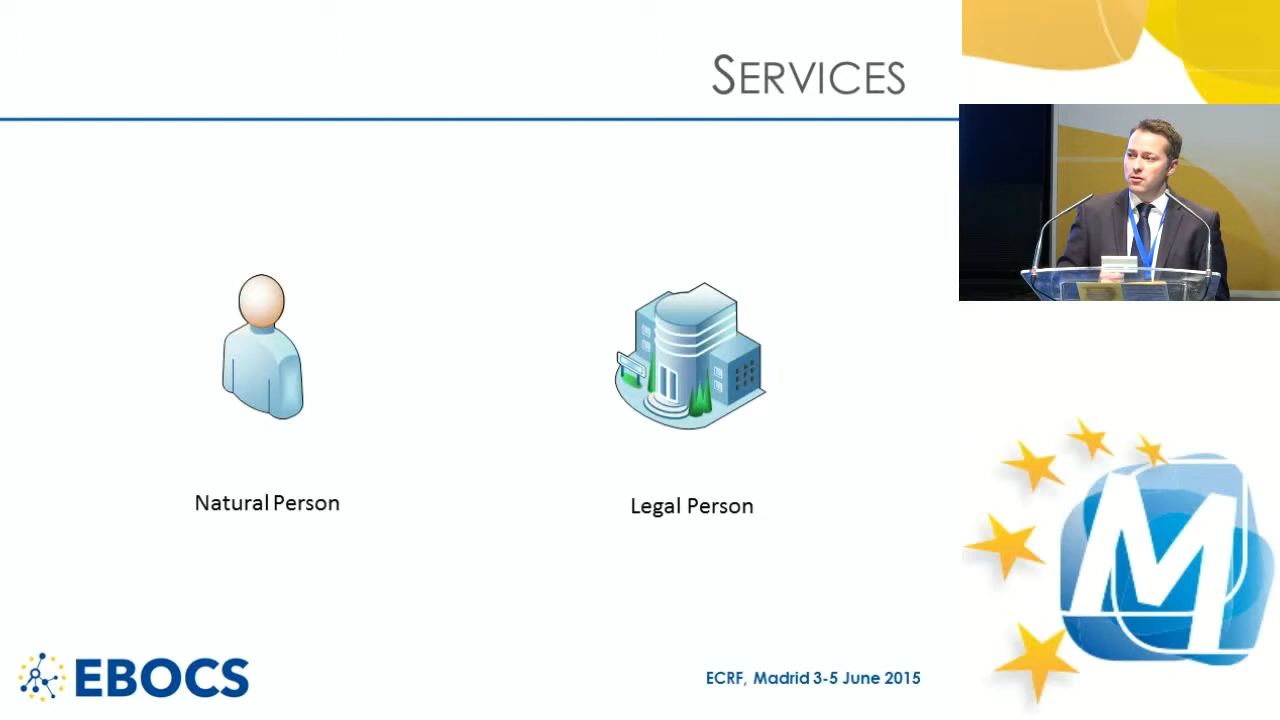 SERVICES
Natural Person
Legal Person
EBOCS
ECRF, Madrid 3-5 June 2015
M